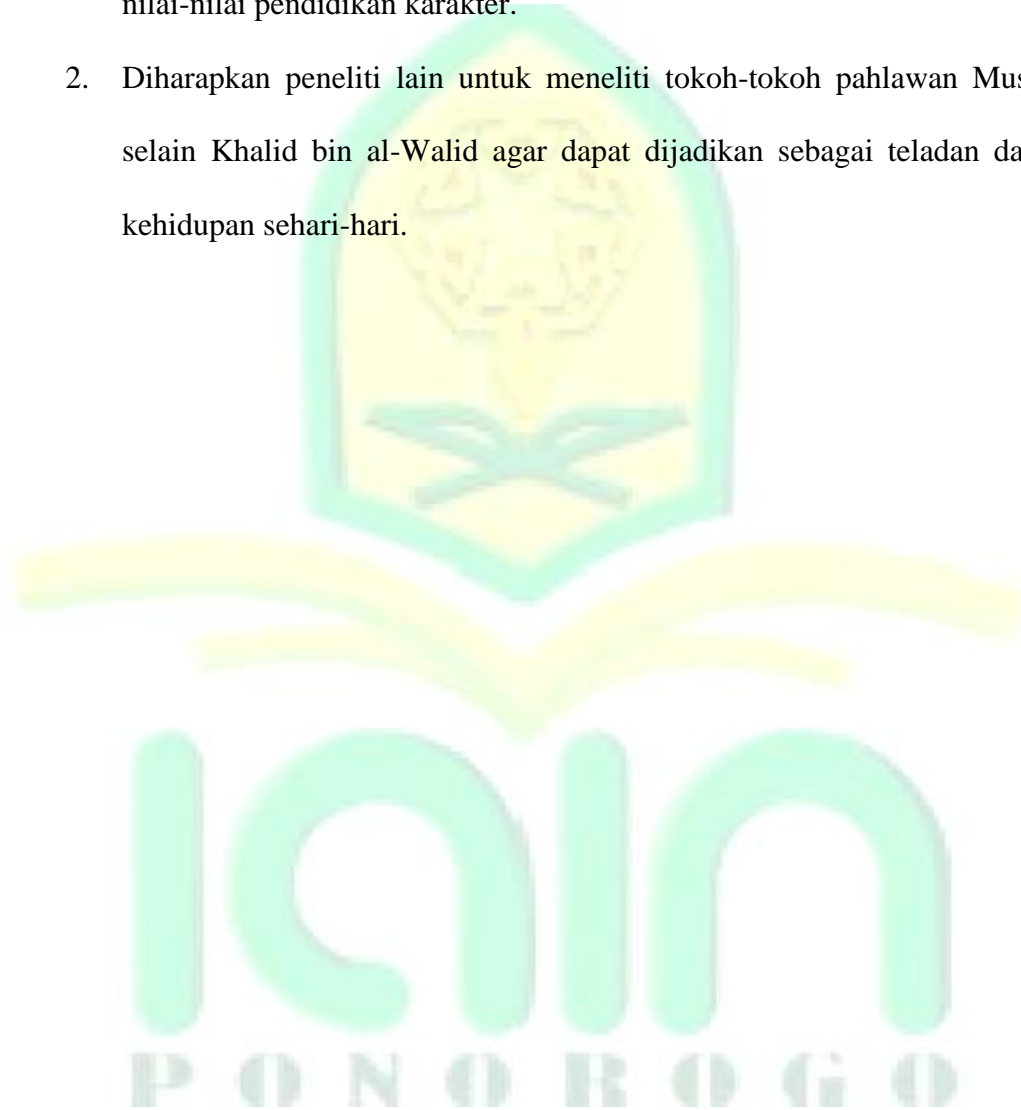 nilai-nilai pendidikan karakter.
2. Diharapkan peneliti lain untuk meneliti tokoh-tokoh pahlawan
selain Khalid bin al-Walid agar dapat dijadikan sebagai teladan
kehidupan sehari-hari.
iain
PONOROGO